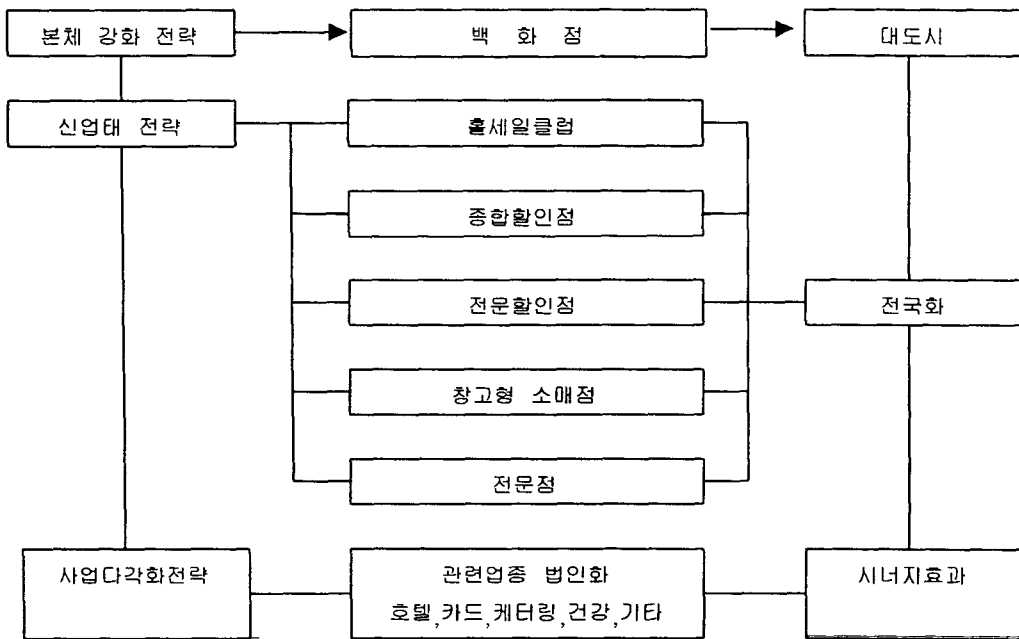 본체 강화 전략
백 화 점
대도시
신업태 전략
홀세일클럽
종합할인점
전문할인점
전국화
창고형 소매점
전문점
사업다각화전략
관련업종 법인화
호텔,카드,케터링,건강,기타
시너지효과